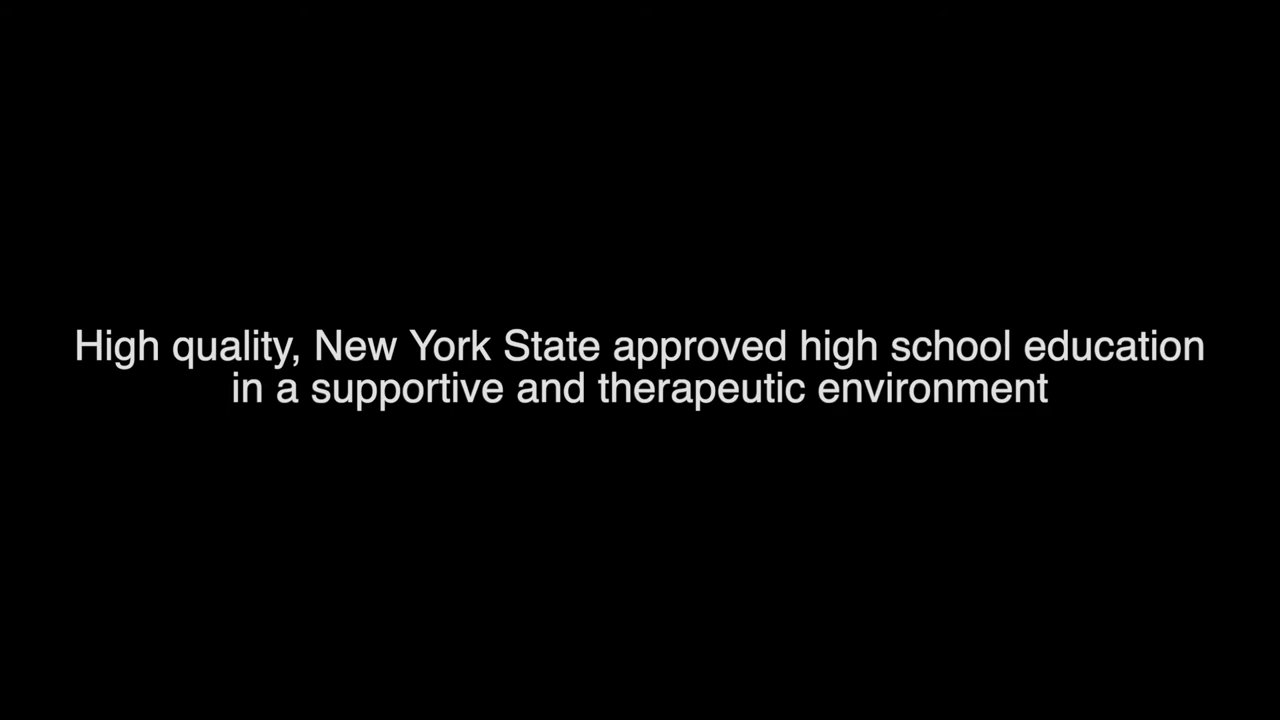 High quality, New York State approved high school education
in a supportive and therapeutic environment